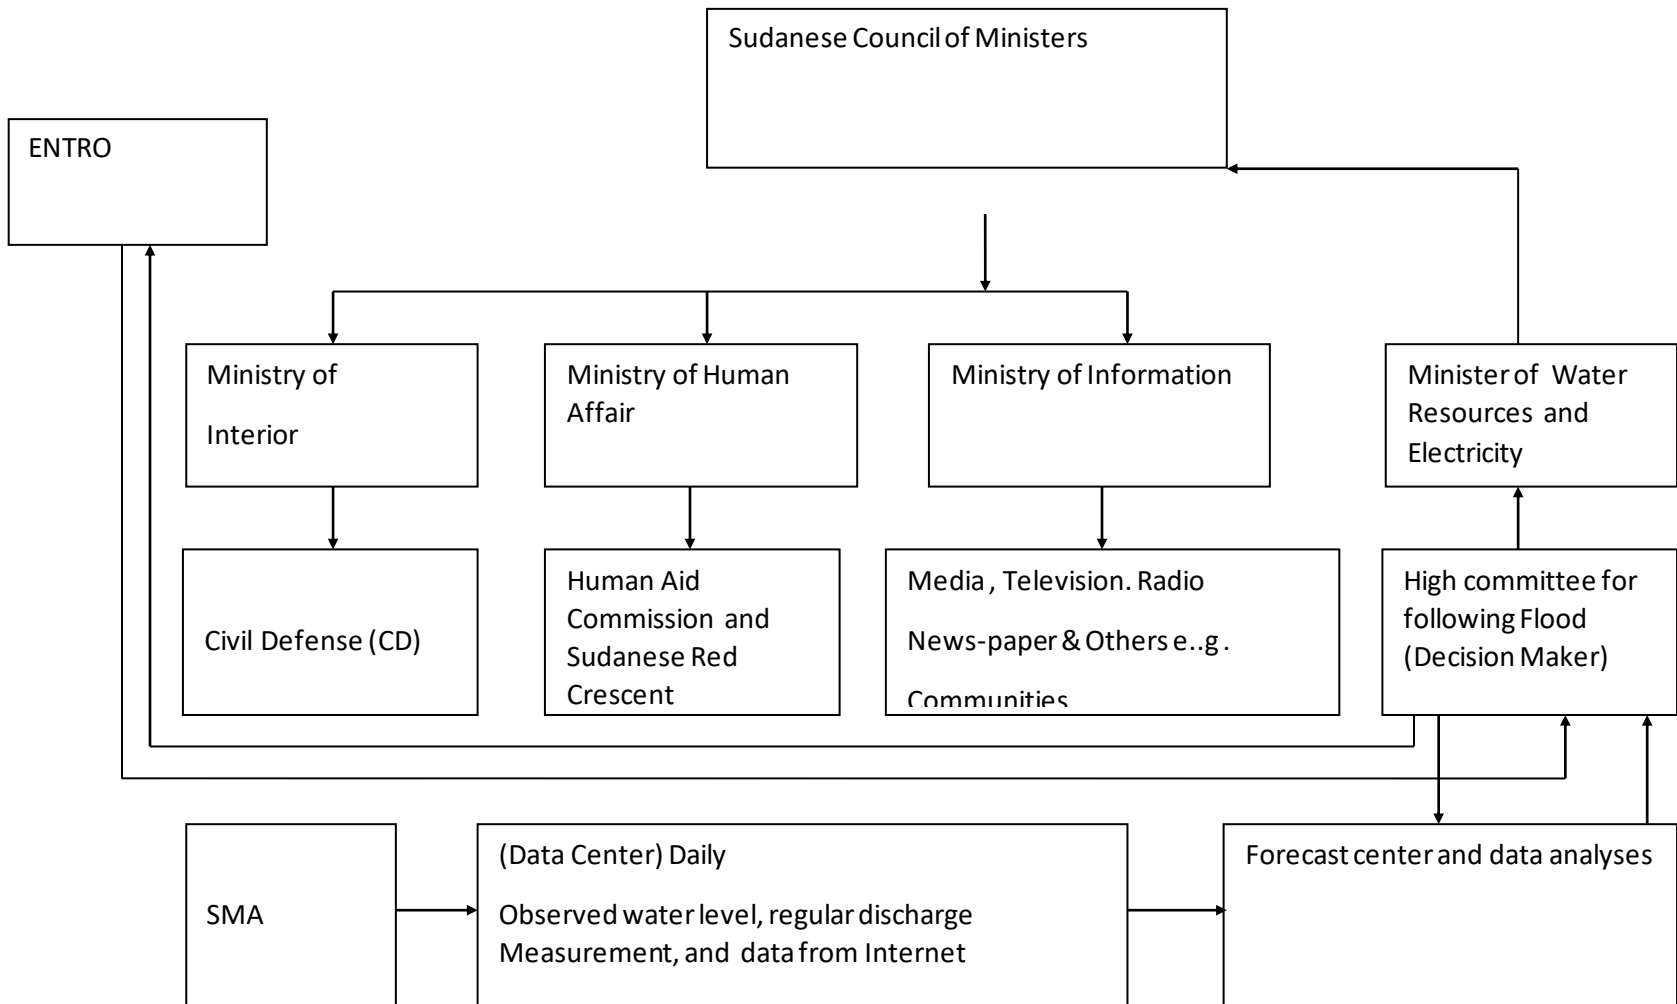 Sudanese Council of Ministers
ENTRO
Ministry of
Interior
Ministry of Human
Affair
Ministry of Information
Minister of Water
Resources and
Electricity
Civil Defense (CD)
Human Aid
Commission and
Sudanese Red
Crescent
Media , Television. Radio
News-paper & Others e..g .
Communities
High committee for
following Flood
(Decision Maker)
SMA
(Data Center) Daily
Observed water level, regular discharge
Measurement, and data from Internet
Forecast center and data analyses